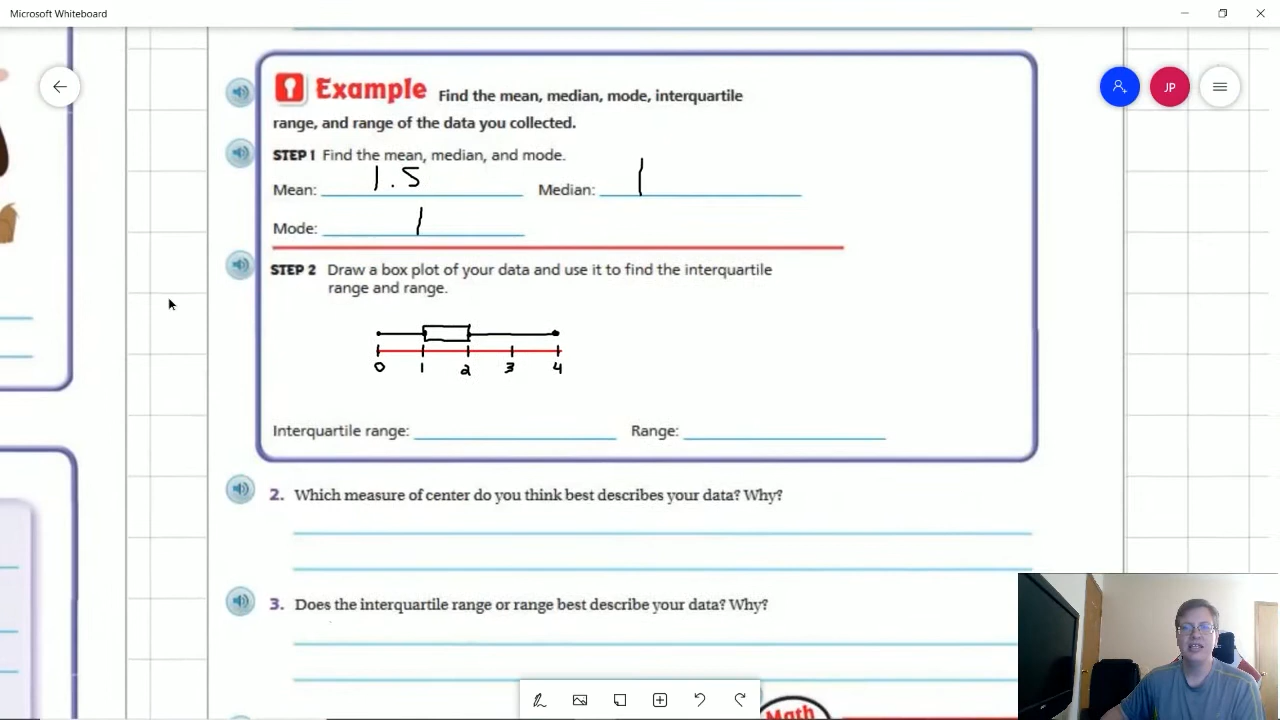 Microsoft Whiteboard
JP
Example Find the mean, median, mode, interquartile
range, and range of the data you collected.
STEP 1 Find the mean, median, and mode.
Mean: 1.5 Median: 1
Mode: 1
STEP 2 Draw a box plot of your data and use it to find the interquartile
range and range.
0 1 2 3 4
Interquartile range: Range:
2. Which measure of center do you think best describes your data? Why?
3. Does the interquartile range or range best describe your data? Why?
Math